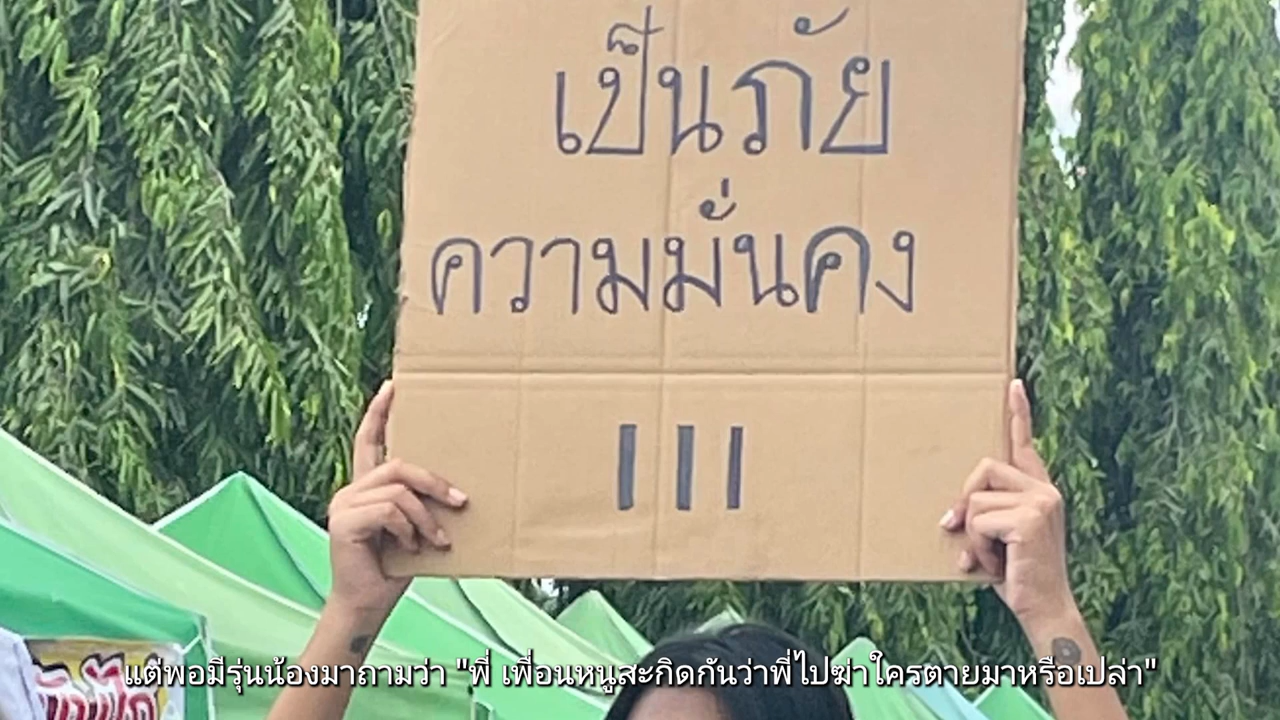 เป็นภัย
ความมั่นคง
III
แต่พอมีรุ่นน้องมาถามว่า "พี่ เพื่อนหนูสะกิดกันว่าพี่ไปฆ่าใครตายมาหรือเปล่า"